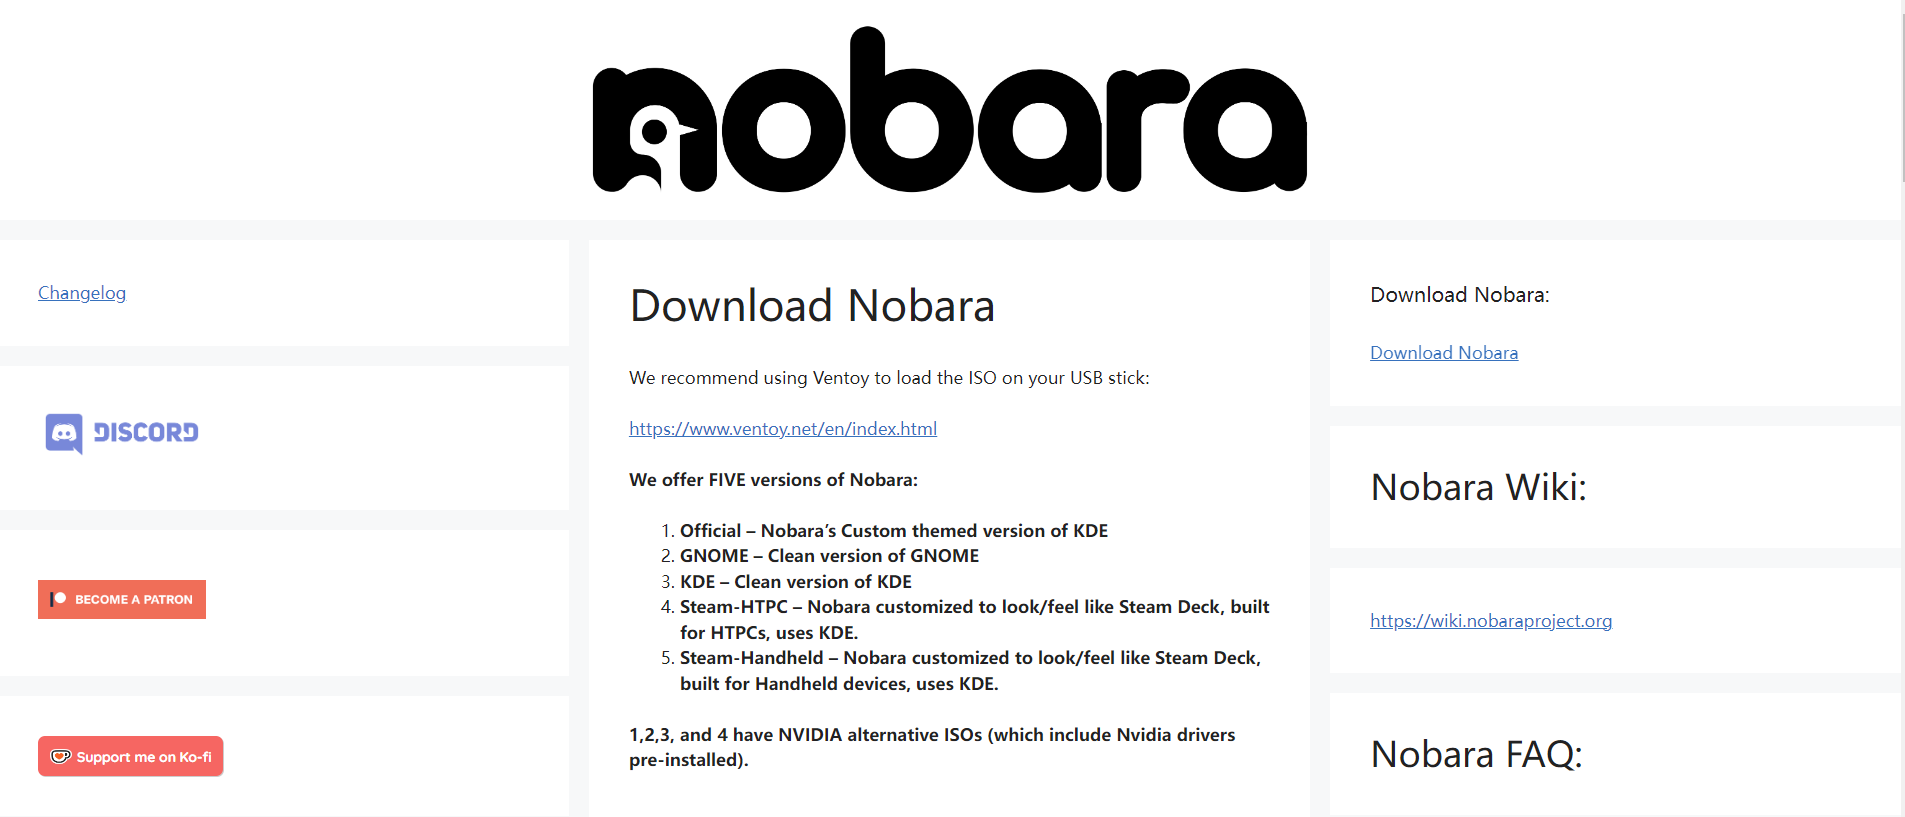 nobara
Changelog
DISCORD
BECOME A PATRON
Support me on Ko-fi
Download Nobara
We recommend using Ventoy to load the ISO on your USB stick:
https://www.ventoy.net/en/index.html
We offer FIVE versions of Nobara:
1. Official – Nobara’s Custom themed version of KDE
2. GNOME – Clean version of GNOME
3. KDE – Clean version of KDE
4. Steam-HTPC – Nobara customized to look/feel like Steam Deck, built
for HTPCs, uses KDE.
5. Steam-Handheld – Nobara customized to look/feel like Steam Deck,
built for Handheld devices, uses KDE.
1,2,3, and 4 have NVIDIA alternative ISOs (which include Nvidia drivers
pre-installed).
Download Nobara:
Download Nobara
Nobara Wiki:
https://wiki.nobaraproject.org
Nobara FAQ: